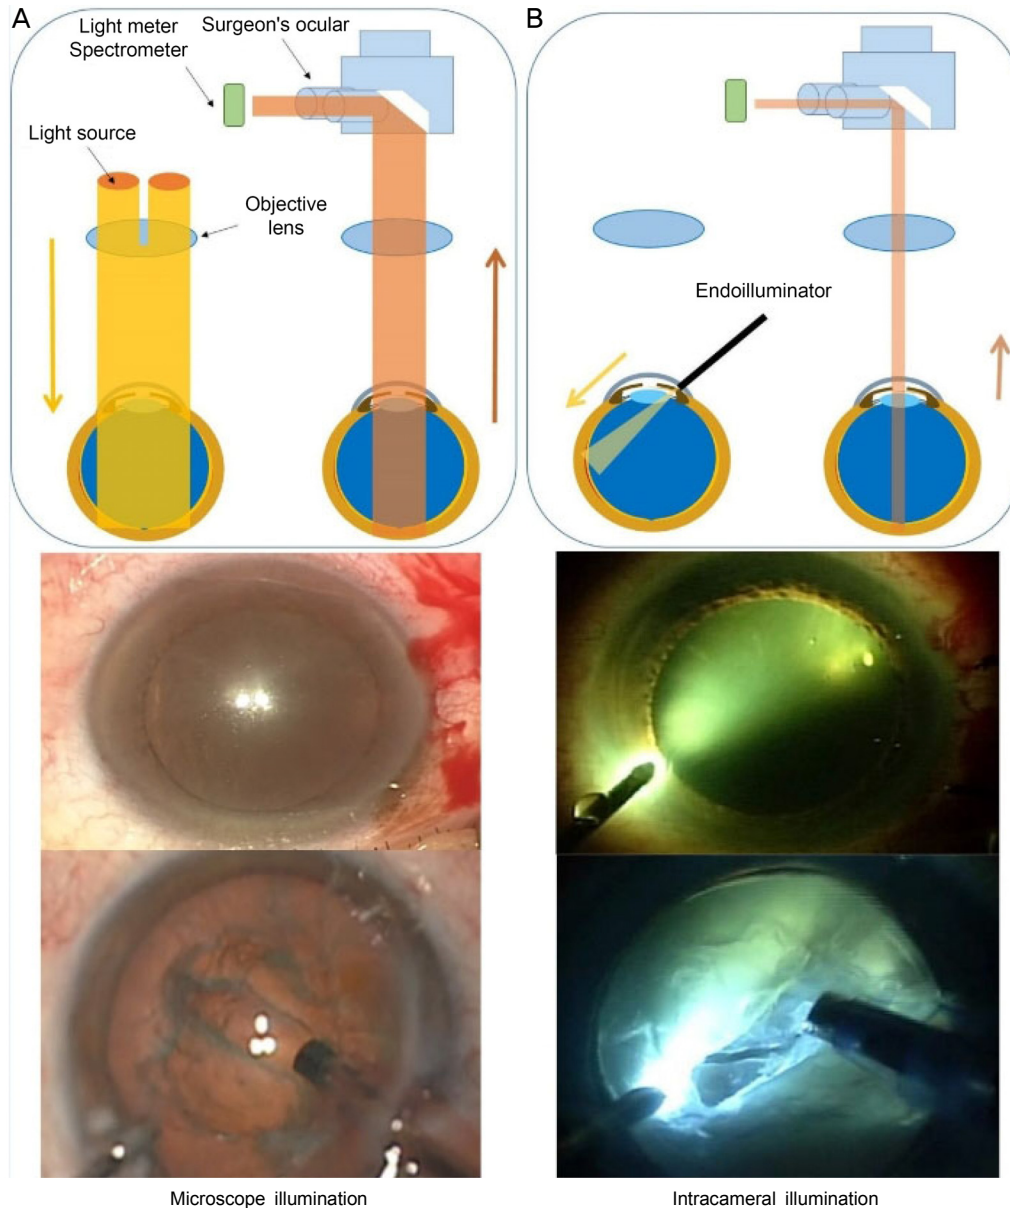 A
Light meter
Spectrometer
Surgeon's ocular
Light source
Objective
lens
B
Endoilluminator
Microscope illumination
Intracameral illumination